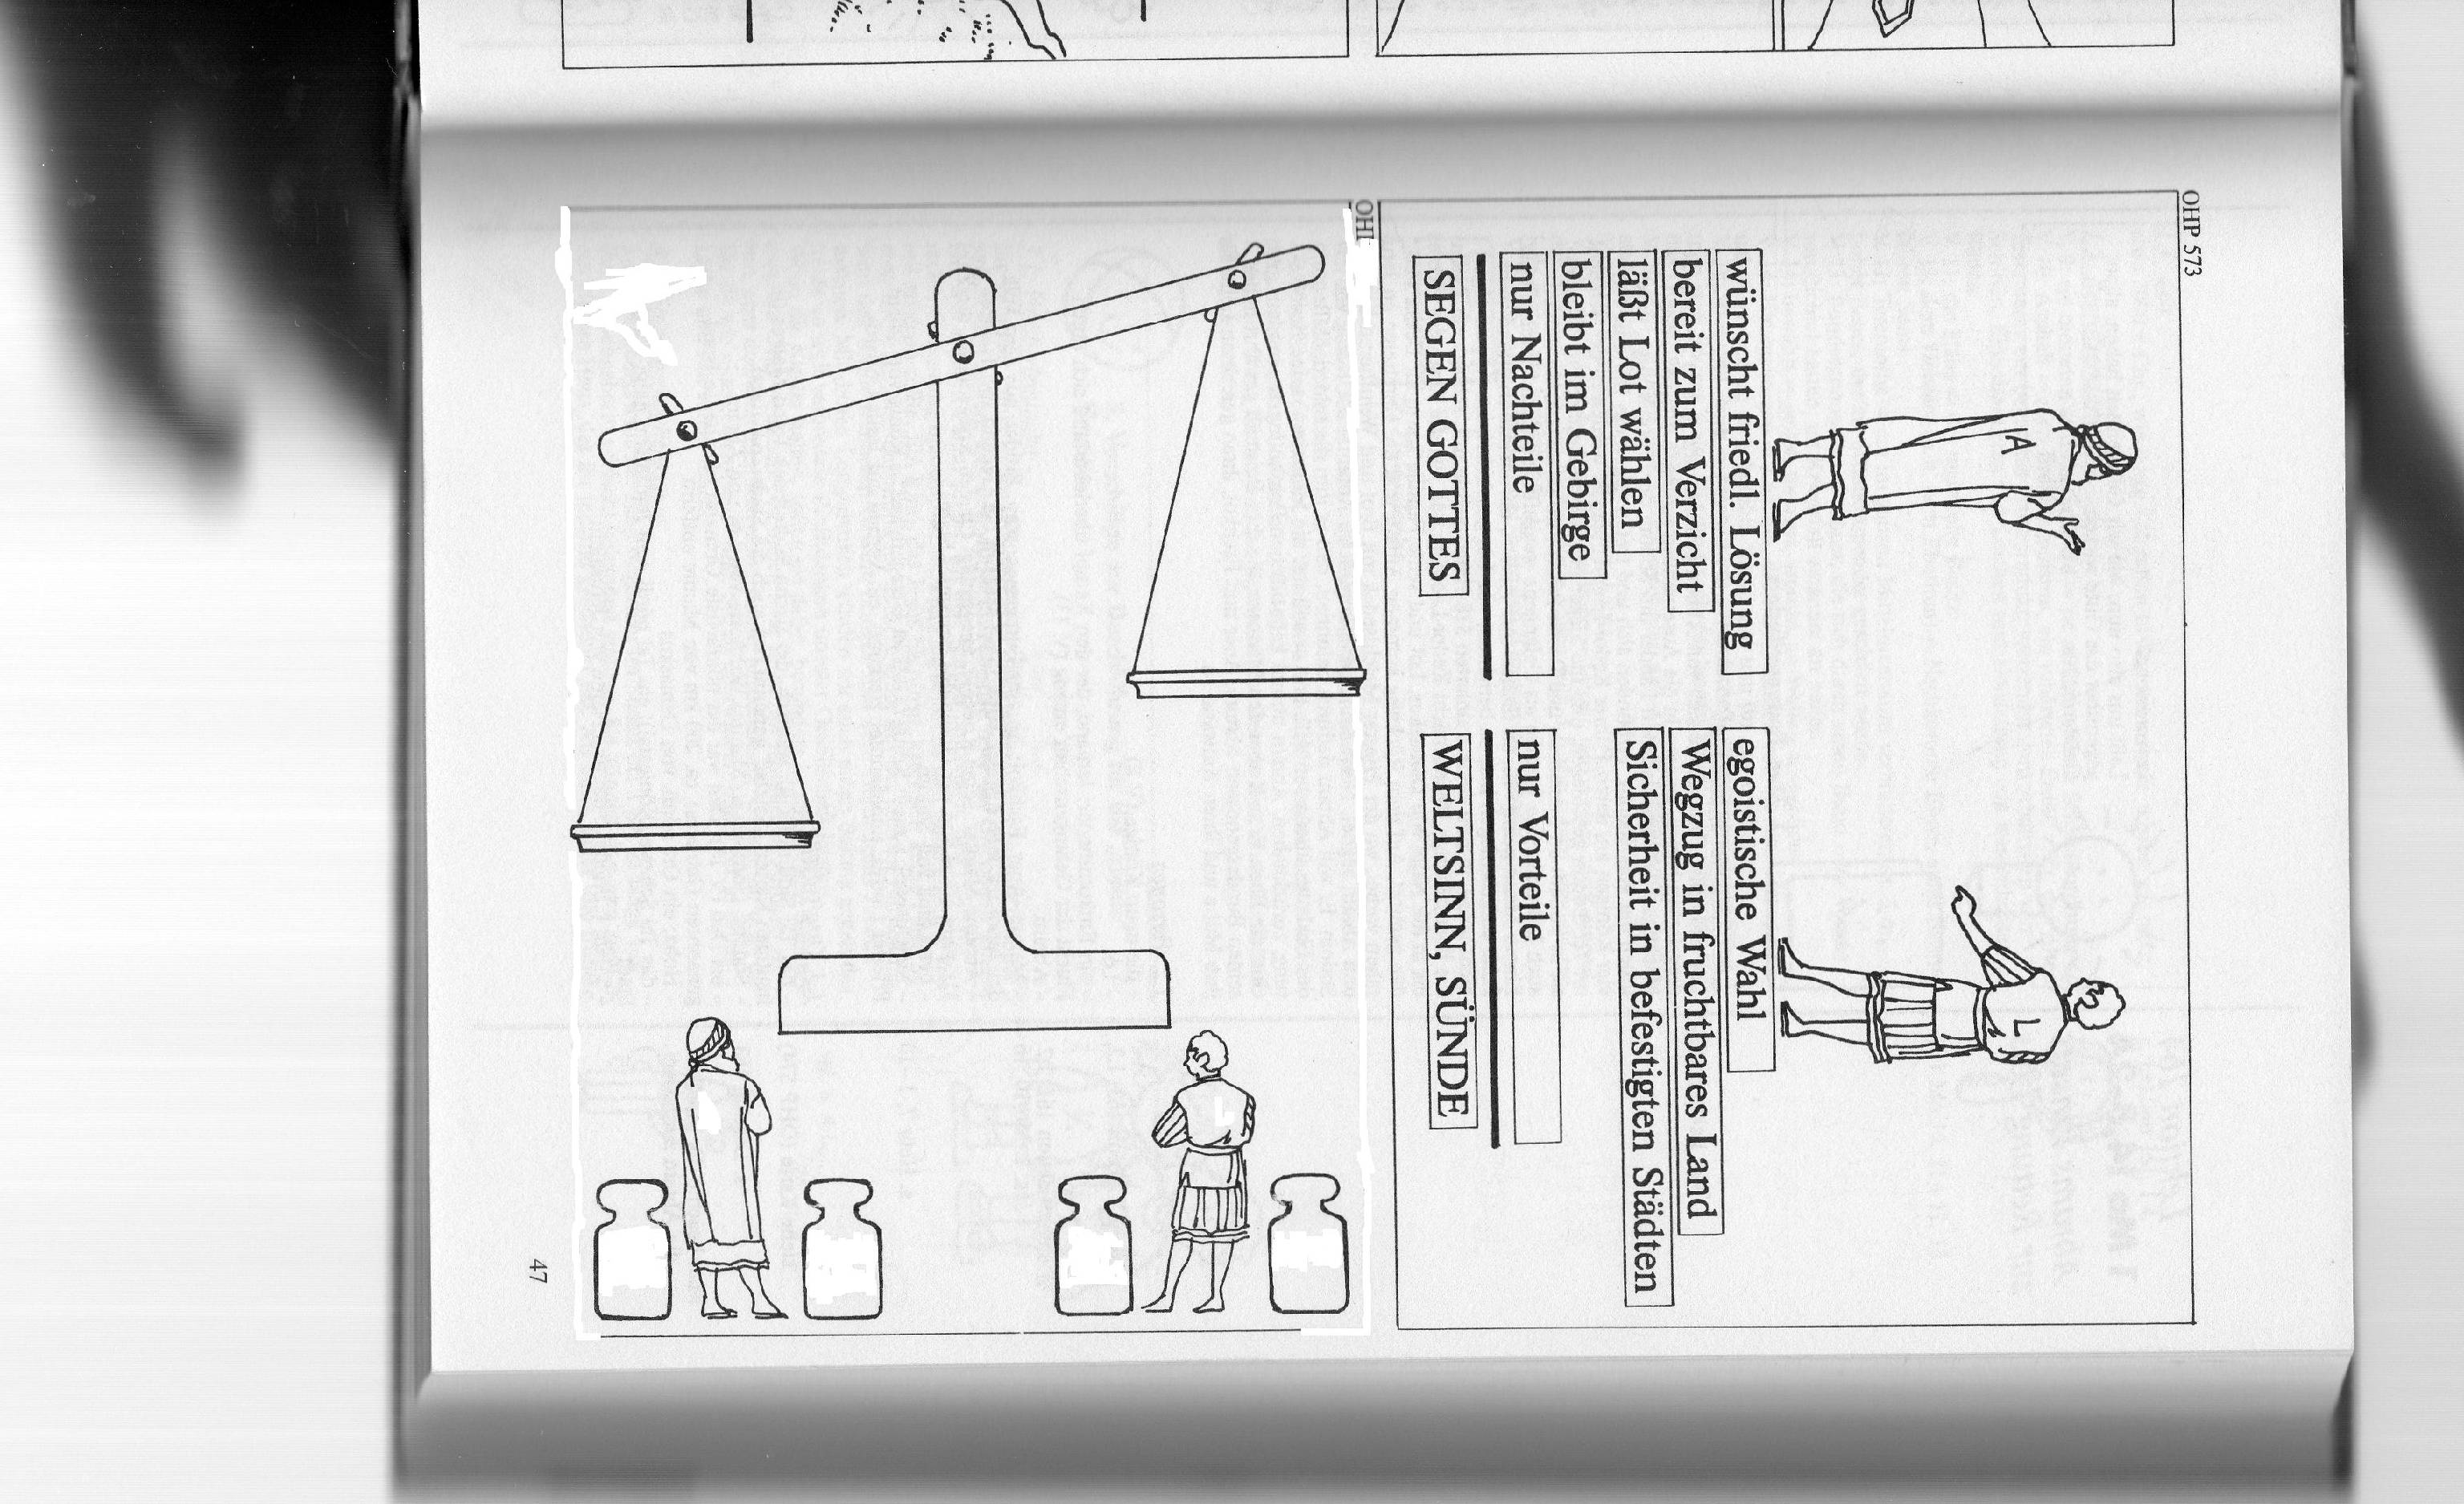 OHP 573
A
L
wünscht friedl. Lösung
bereit zum Verzicht
läßt Lot wählen
bleibt im Gebirge
nur Nachteile
SEGEN GOTTES
egoistische Wahl
Wegzug in fruchtbares Land
Sicherheit in befestigten Städten
nur Vorteile
WELTSINN, SÜNDE
47